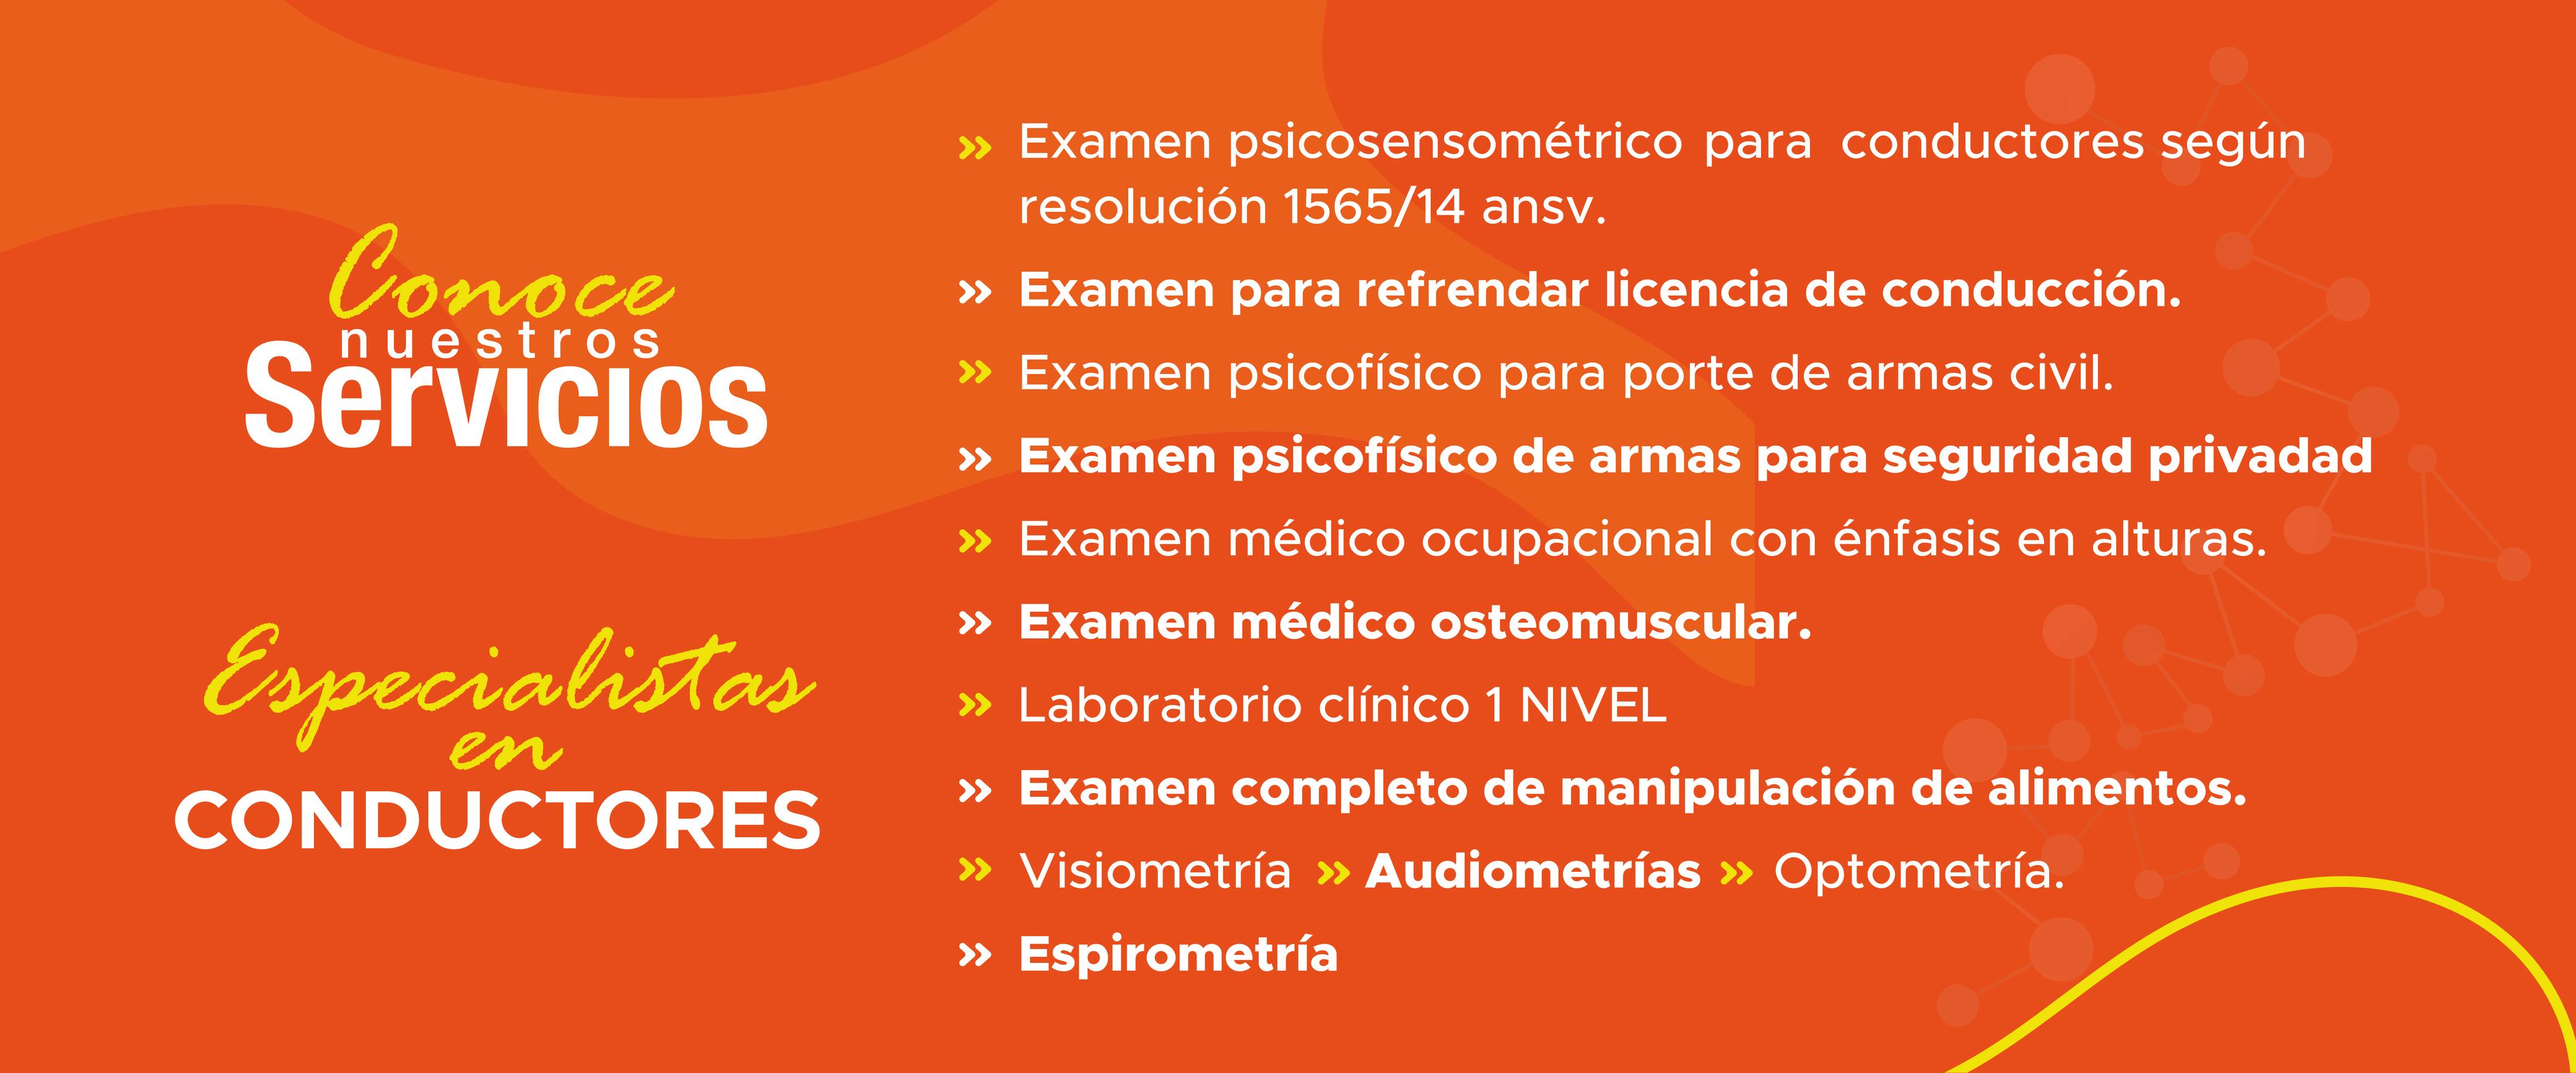 Conoce
nuestros
Servicios
Especialistas
en
CONDUCTORES
» Examen psicosensométrico para conductores según
resolución 1565/14 ansv.
» Examen para refrendar licencia de conducción.
» Examen psicofísico para porte de armas civil.
» Examen psicofísico de armas para seguridad privadad
» Examen médico ocupacional con énfasis en alturas.
» Examen médico osteomuscular.
» Laboratorio clínico 1 NIVEL
» Examen completo de manipulación de alimentos.
» Visiometría » Audiometrías » Optometría.
» Espirometría